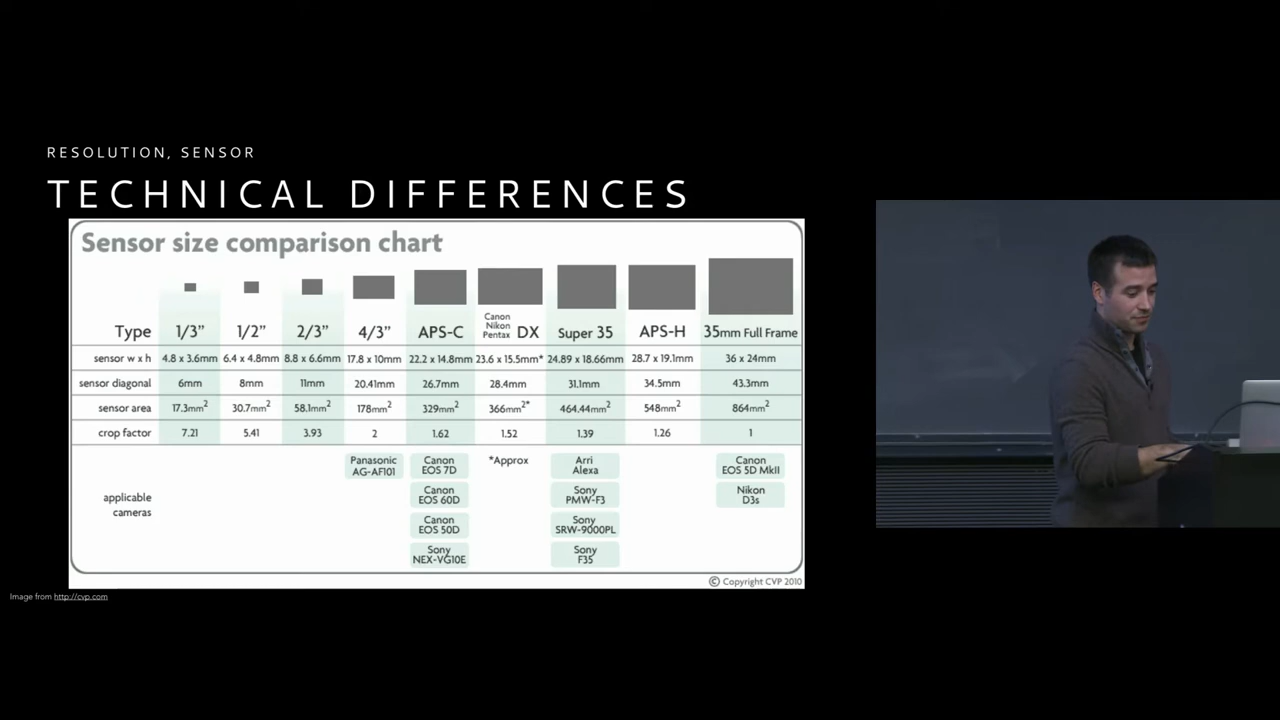 RESOLUTION, SENSOR
TECHNICAL DIFFERENCES
Sensor size comparison chart
Type 1/3” 1/2” 2/3” 4/3” APS-C Canon Nikon Pentax DX Super 35 APS-H 35mm Full Frame
sensor w x h 4.8 x 3.6mm 6.4 x 4.8mm 8.8 x 6.6mm 17.8 x 10mm 22.2 x 14.8mm 23.6 x 15.5mm* 24.89 x 18.66mm 28.7 x 19.1mm 36 x 24mm
sensor diagonal 6mm 8mm 11mm 20.41mm 26.7mm 28.4mm 31.1mm 34.5mm 43.3mm
sensor area 17.3mm² 30.7mm² 58.1mm² 178mm² 329mm² 366mm²* 464.44mm² 548mm² 864mm²
crop factor 7.21 5.41 3.93 2 1.62 1.52 1.39 1.26 1
applicable cameras
Panasonic AG-AF101
Canon EOS 7D
Canon EOS 60D
Canon EOS 50D
Sony NEX-VG10E
*Approx
Arri Alexa
Sony PMW-F3
Sony SRW-9000PL
Sony F35
Canon EOS 5D MkII
Nikon D3s
© Copyright CVP 2010
Image from http://cvp.com